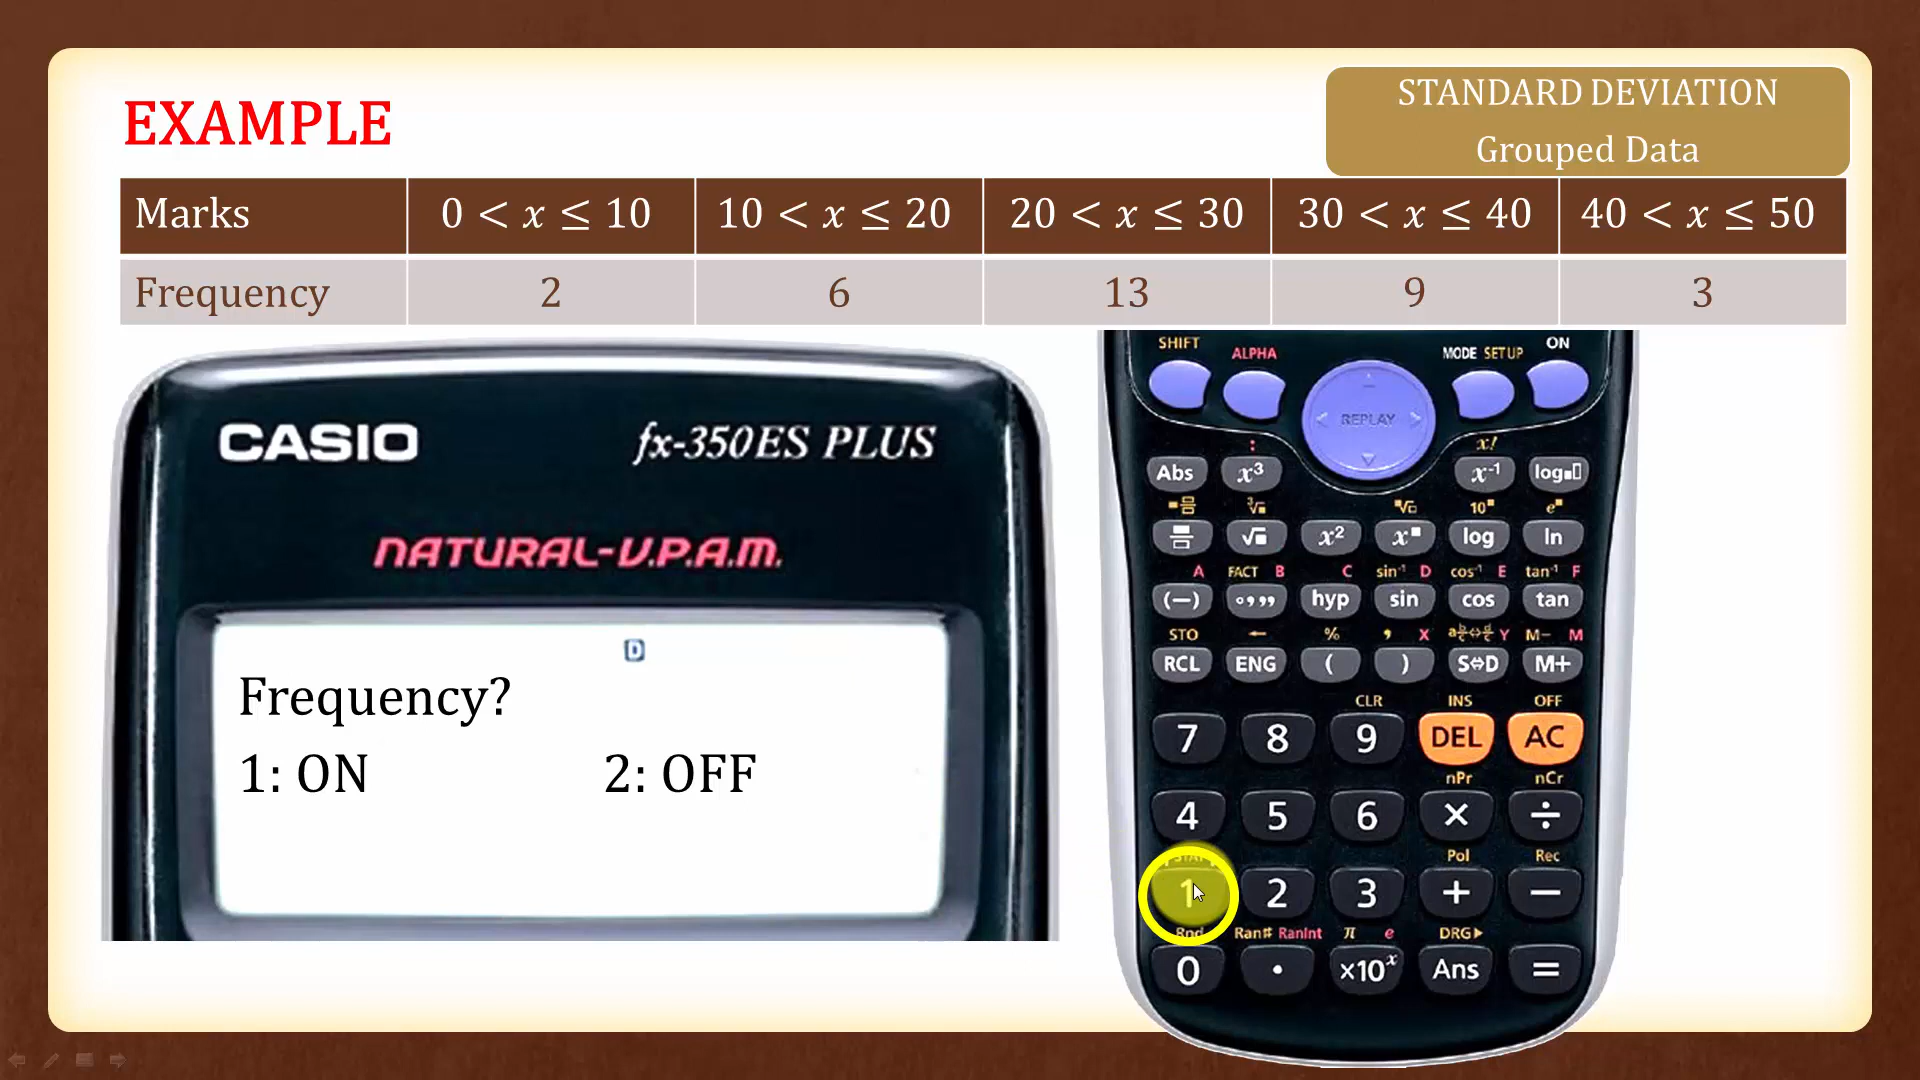 EXAMPLE
STANDARD DEVIATION
Grouped Data
Marks 0 < x ≤ 10 10 < x ≤ 20 20 < x ≤ 30 30 < x ≤ 40 40 < x ≤ 50
Frequency 2 6 13 9 3
CASIO fx-350ES PLUS
NATURAL-V.P.A.M.
D
Frequency?
1: ON 2: OFF
SHIFT ALPHA MODE SETUP ON
REPLAY
: x!
Abs x³ x⁻¹ log▪▯
³√▪ ▪√▯ 10▪ e▪
√▪ x² x▪ log ln
A FACT B C sin⁻¹ D cos⁻¹ E tan⁻¹ F
(—) °,,, hyp sin cos tan
STO ← % , X a b/c⇔d/c Y M− M
RCL ENG ( ) S⇔D M+
CLR INS OFF
7 8 9 DEL AC
nPr nCr
4 5 6 × ÷
STAT Pol Rec
1 2 3 + −
Rnd Ran# RanInt π e DRG▶
0 · ×10ˣ Ans =